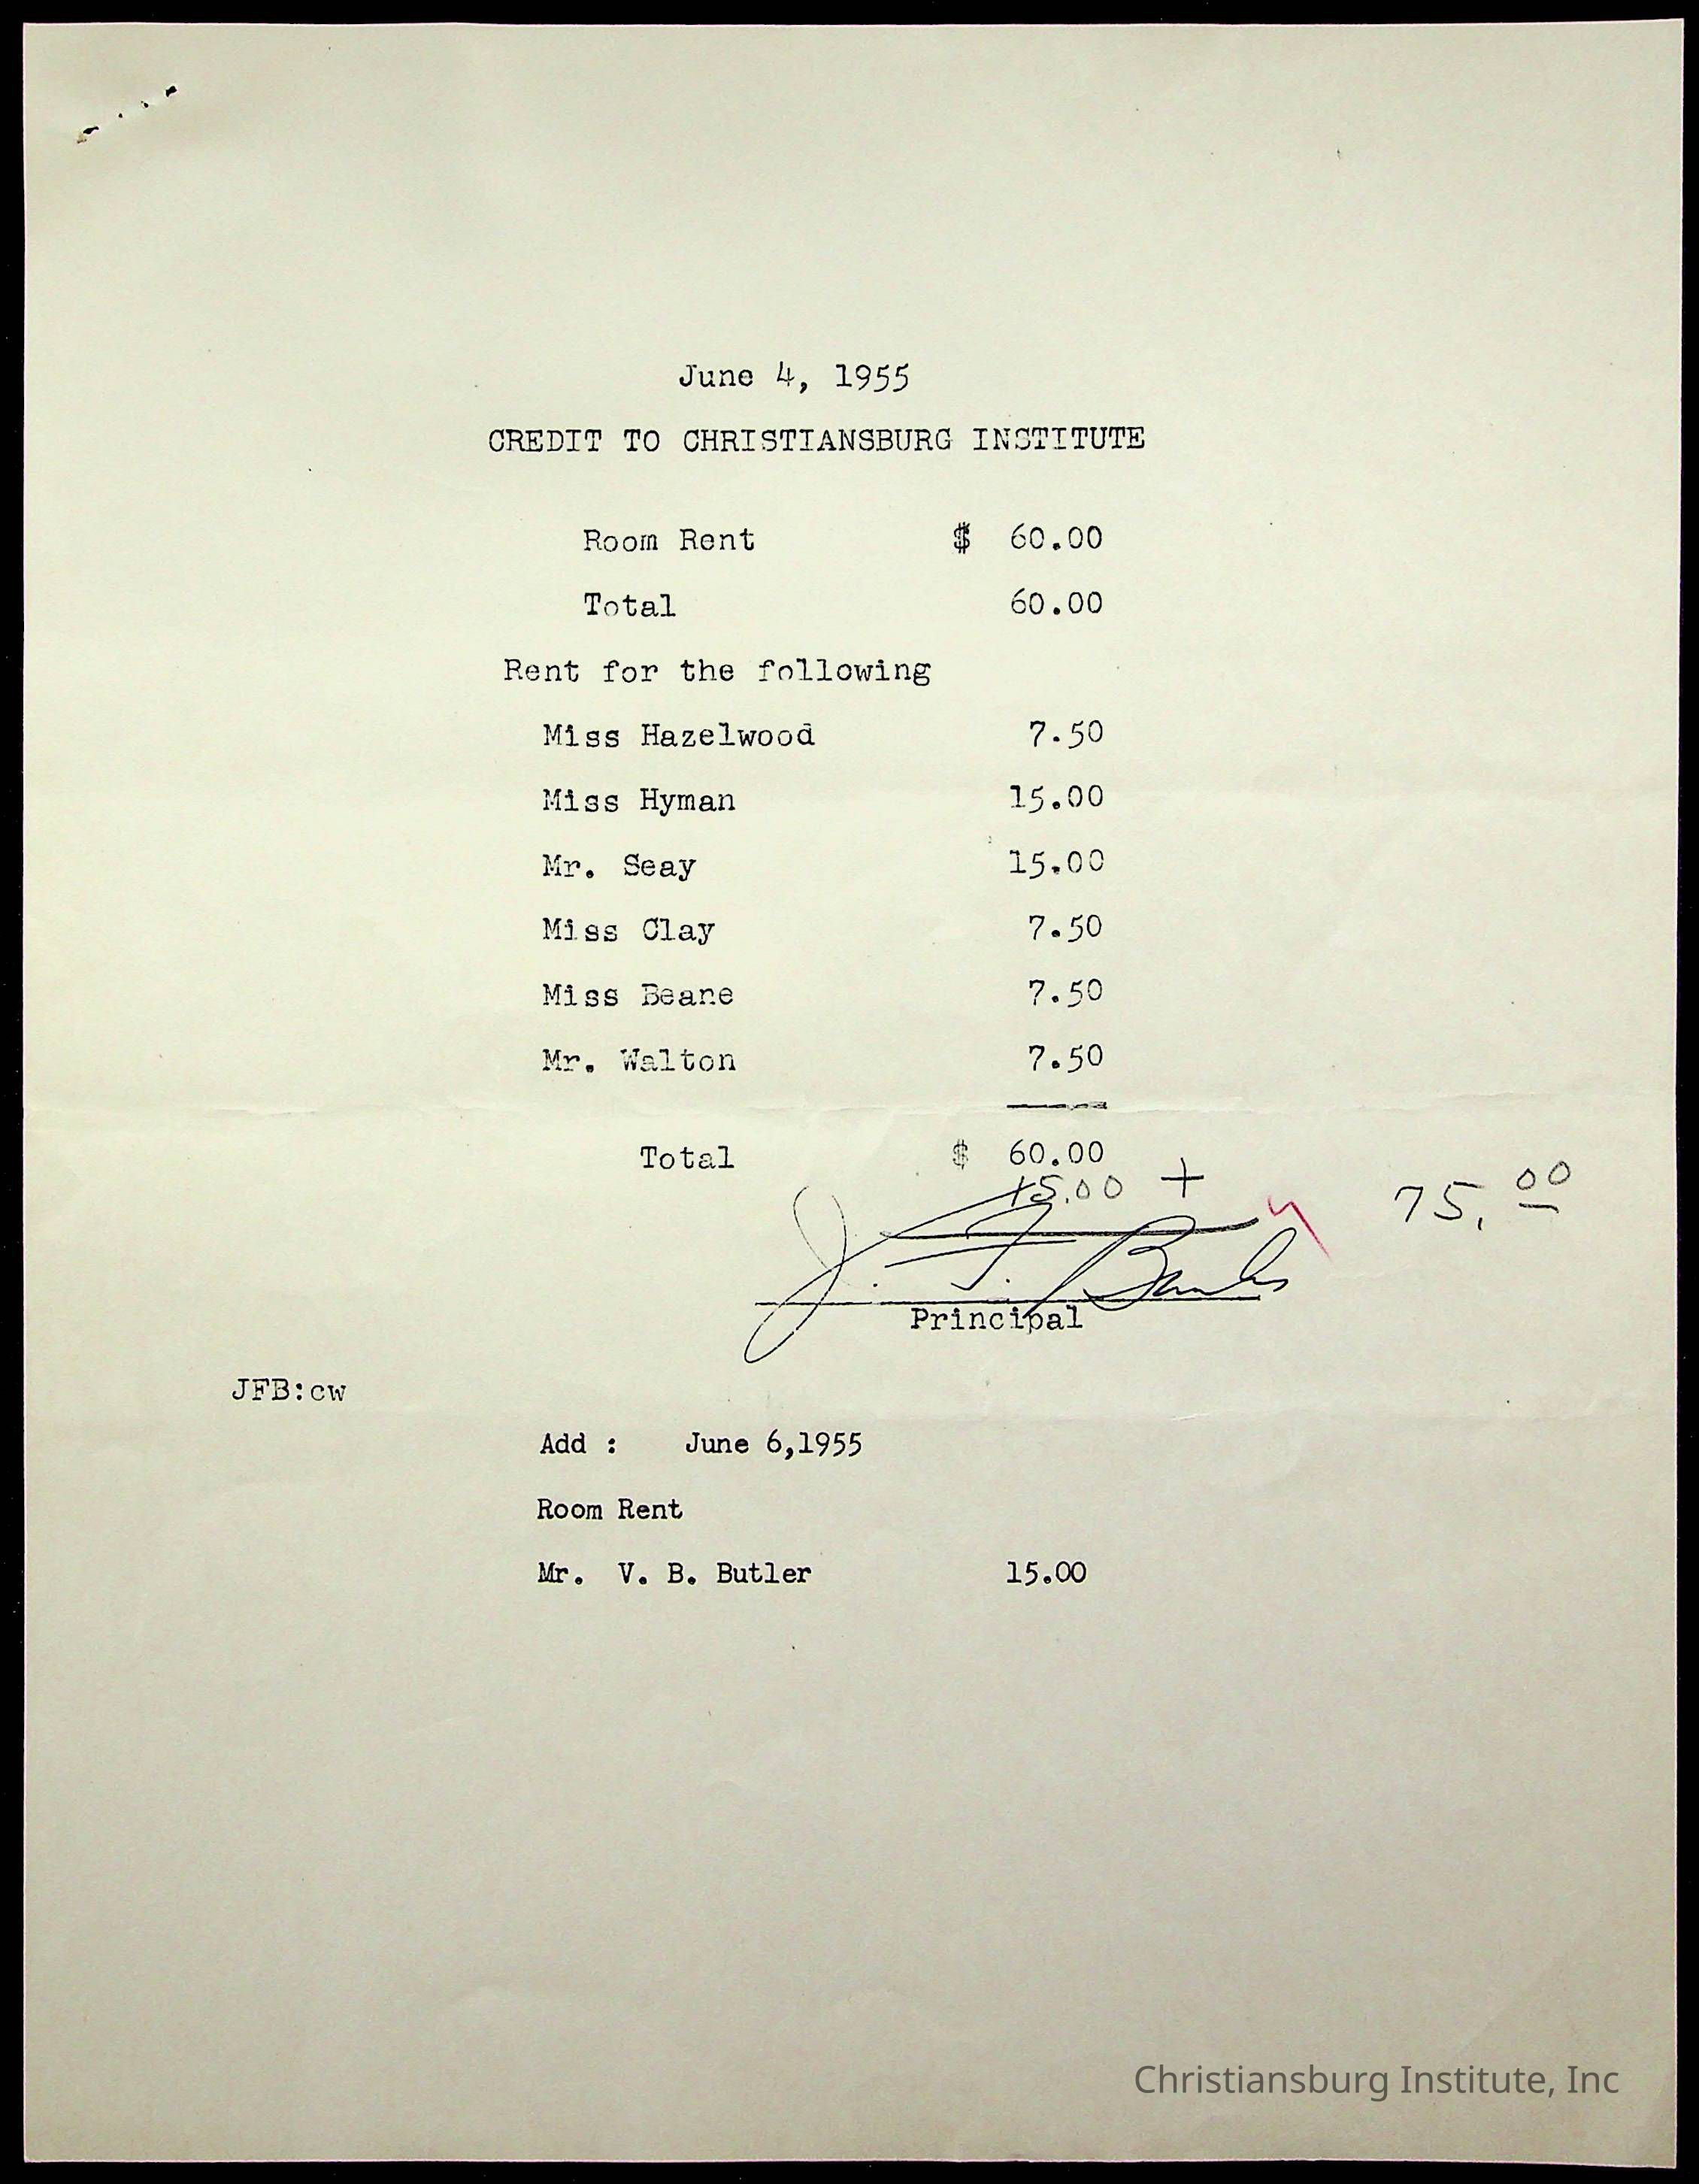 June 4, 1955
CREDIT TO CHRISTIANSBURG INSTITUTE
Room Rent $ 60.00
Total 60.00
Rent for the following
Miss Hazelwood 7.50
Miss Hyman 15.00
Mr. Seay 15.00
Miss Clay 7.50
Miss Beane 7.50
Mr. Walton 7.50
Total $ 60.00
15.00 + 75.00
J. F. Banks
Principal
JFB:cw
Add : June 6,1955
Room Rent
Mr. V. B. Butler 15.00
Christiansburg Institute, Inc